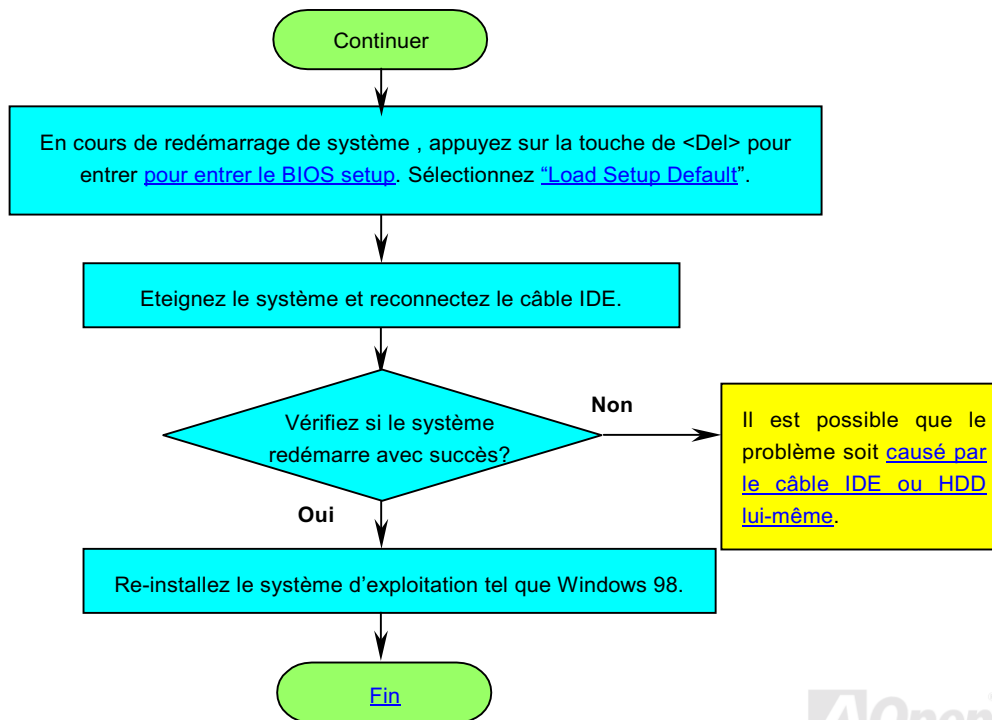 Continuer
En cours de redémarrage de système , appuyez sur la touche de <Del> pour
entrer pour entrer le BIOS setup. Sélectionnez “Load Setup Default”.
Eteignez le système et reconnectez le câble IDE.
Vérifiez si le système
redémarre avec succès?
Non
Il est possible que le
problème soit causé par
le câble IDE ou HDD
lui-même.
Oui
Re-installez le système d’exploitation tel que Windows 98.
Fin
AOpen